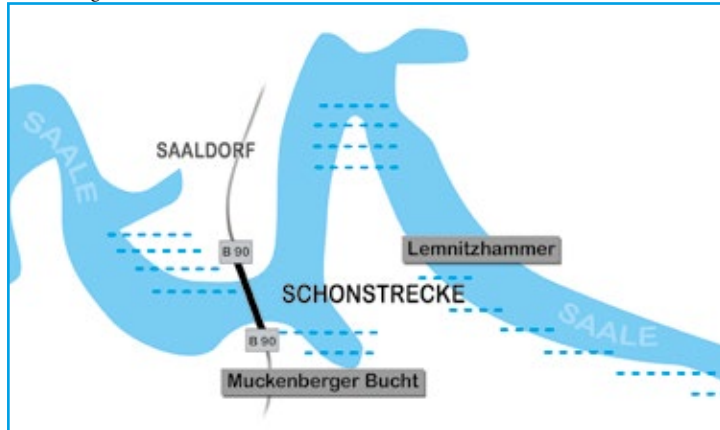 SAALE
SAALDORF
B 90
Lemnitzhammer
SCHONSTRECKE
SAALE
B 90
Muckenberger Bucht